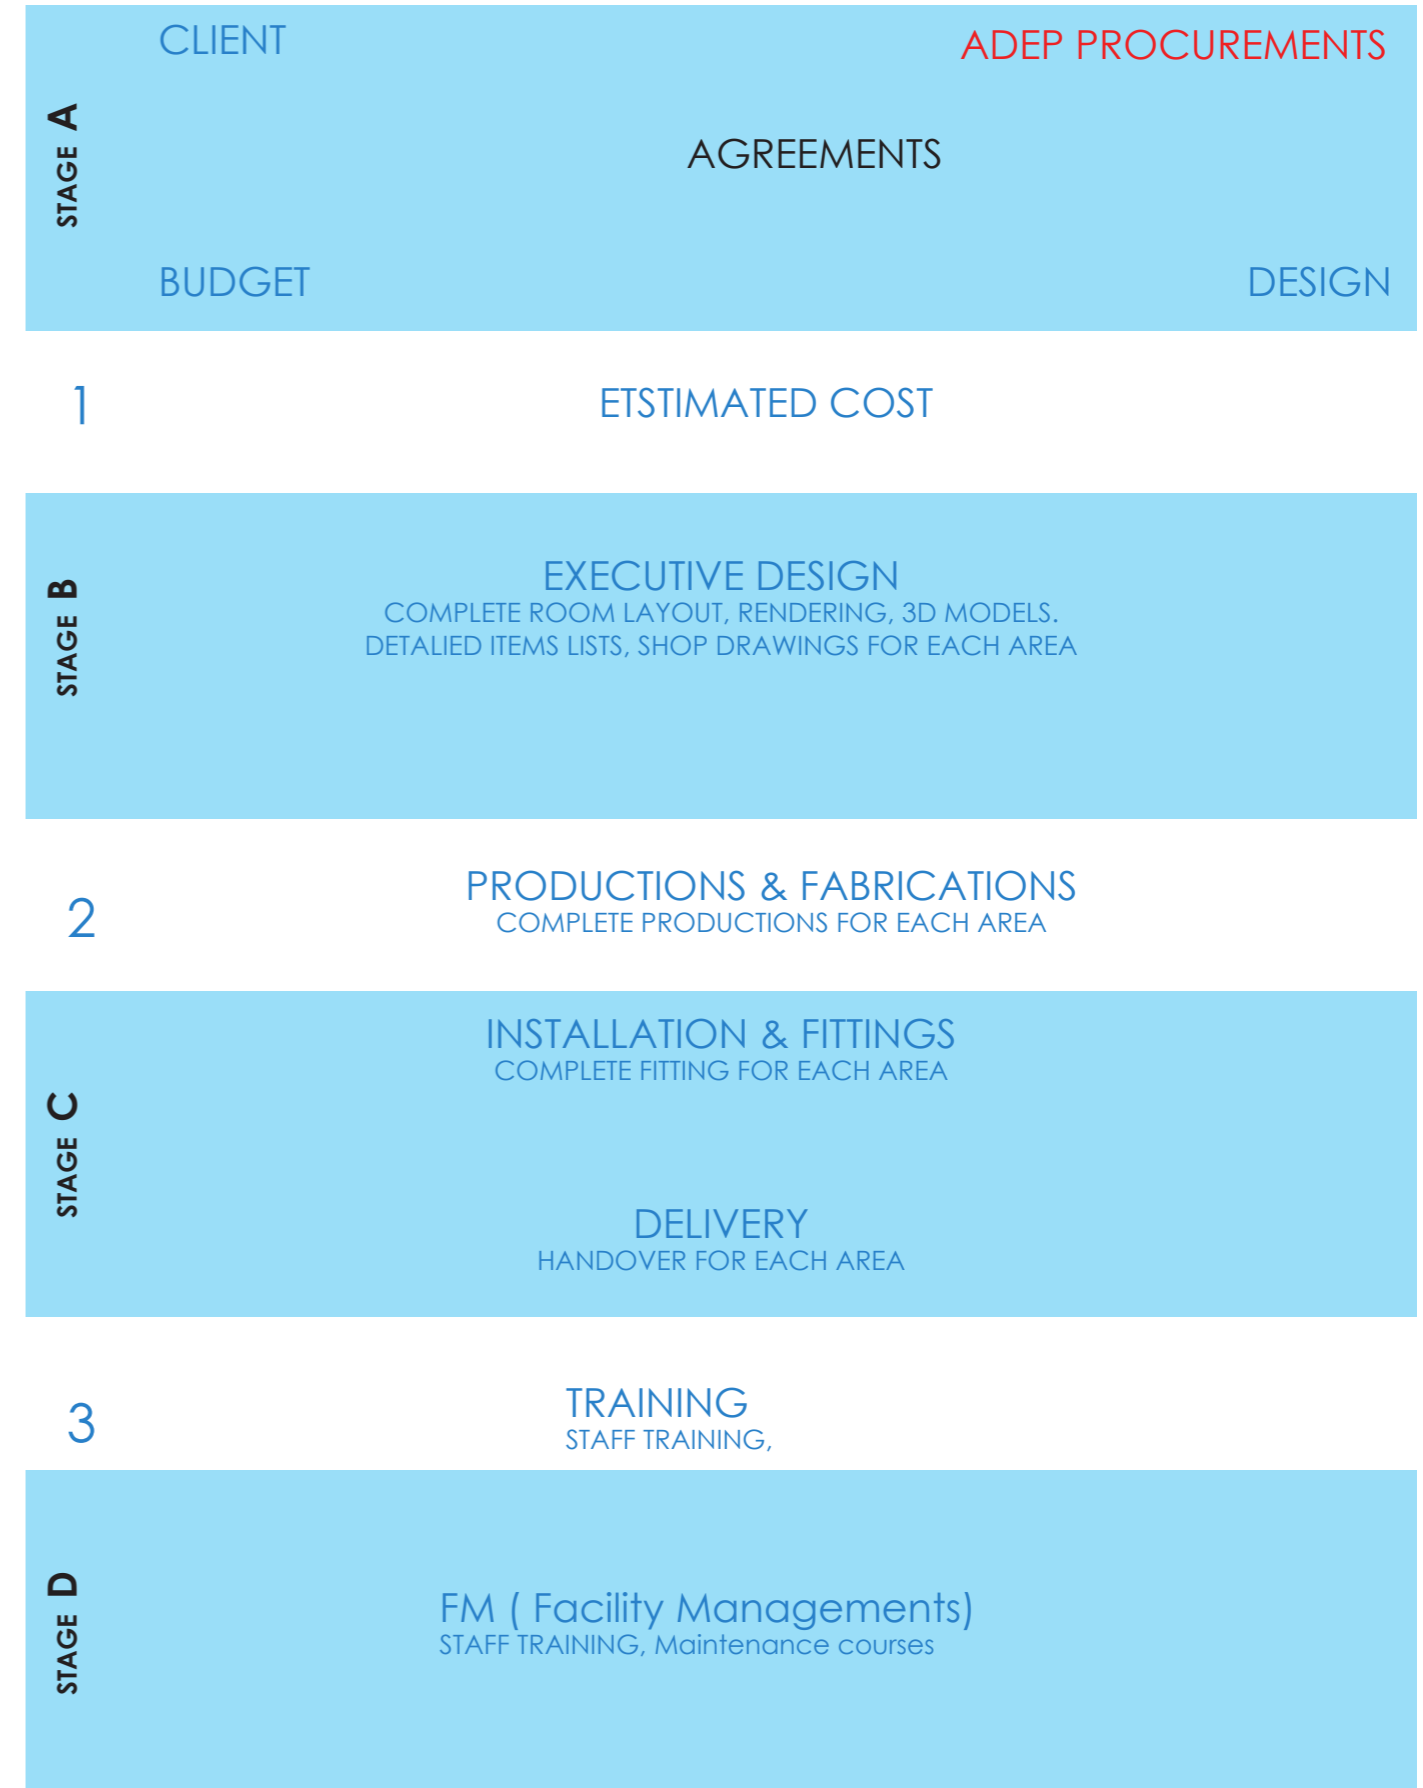 CLIENT
ADEP PROCUREMENTS
STAGE A
AGREEMENTS
BUDGET
DESIGN
1
ETSTIMATED COST
STAGE B
EXECUTIVE DESIGN
COMPLETE ROOM LAYOUT, RENDERING, 3D MODELS.
DETALIED ITEMS LISTS, SHOP DRAWINGS FOR EACH AREA
2
PRODUCTIONS & FABRICATIONS
COMPLETE PRODUCTIONS FOR EACH AREA
STAGE C
INSTALLATION & FITTINGS
COMPLETE FITTING FOR EACH AREA
DELIVERY
HANDOVER FOR EACH AREA
3
TRAINING
STAFF TRAINING,
STAGE D
FM ( Facility Managements)
STAFF TRAINING, Maintenance courses